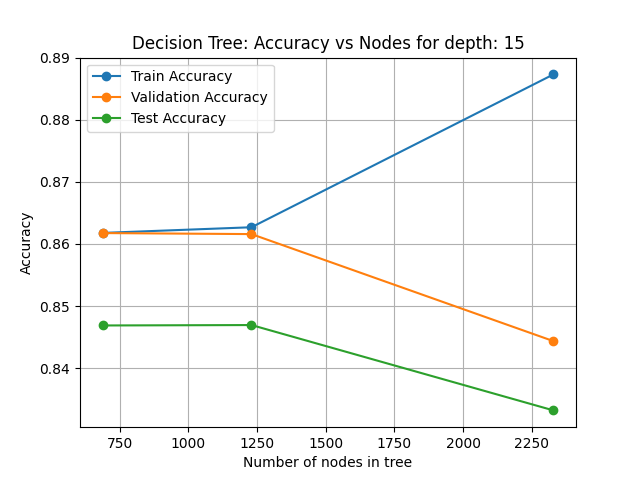 Decision Tree: Accuracy vs Nodes for depth: 15
Train Accuracy
Validation Accuracy
Test Accuracy
0.89
0.88
0.87
0.86
0.85
0.84
Accuracy
750 1000 1250 1500 1750 2000 2250
Number of nodes in tree